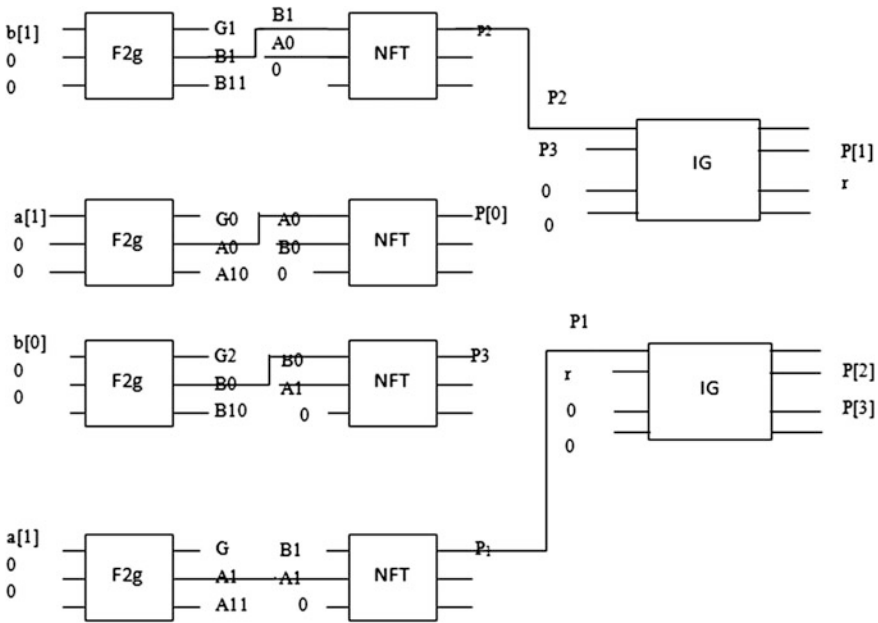 b[1]
0
0
F2g
G1
B1
B11
B1
A0
0
NFT
P2
P2
P3
0
0
IG
P[1]
r
a[1]
0
0
F2g
G0
A0
A10
A0
B0
0
NFT
P[0]
b[0]
0
0
F2g
G2
B0
B10
B0
A1
0
NFT
P3
P1
r
0
0
IG
P[2]
P[3]
a[1]
0
0
F2g
G
A1
A11
B1
A1
0
NFT
P1